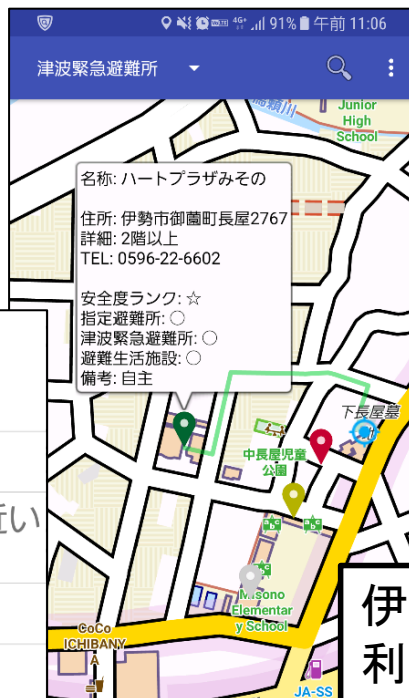 4G+ 91% 午前 11:06
津波緊急避難所
Junior
High
School
名称: ハートプラザみその
住所: 伊勢市御薗町長屋2767
詳細: 2階以上
TEL: 0596-22-6602
安全度ランク: ☆
指定避難所: ○
津波緊急避難所: ○
避難生活施設: ○
備考: 自主
下長屋墓
地
中長屋児童
公園
近い
Misono
Elementar
y School
CoCo
ICHIBANY
A
JA-SS
伊
利